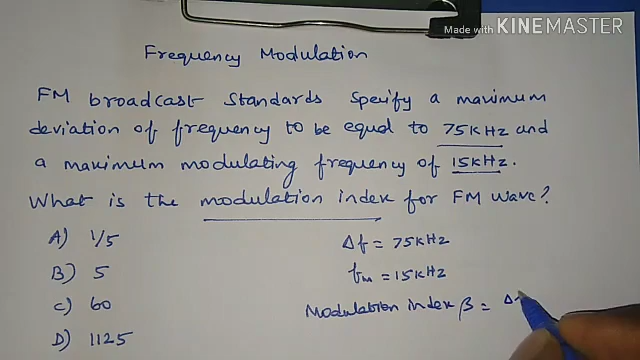 Made with KINEMASTER
Frequency Modulation
FM broadcast standards specify a maximum
deviation of frequency to be equal to 75KHz and
a maximum modulating frequency of 15KHz.
What is the modulation index for FM wave?
A) 1/5
B) 5
C) 60
D) 1125
Δf = 75KHz
fm = 15KHz
Modulation index β = Δ